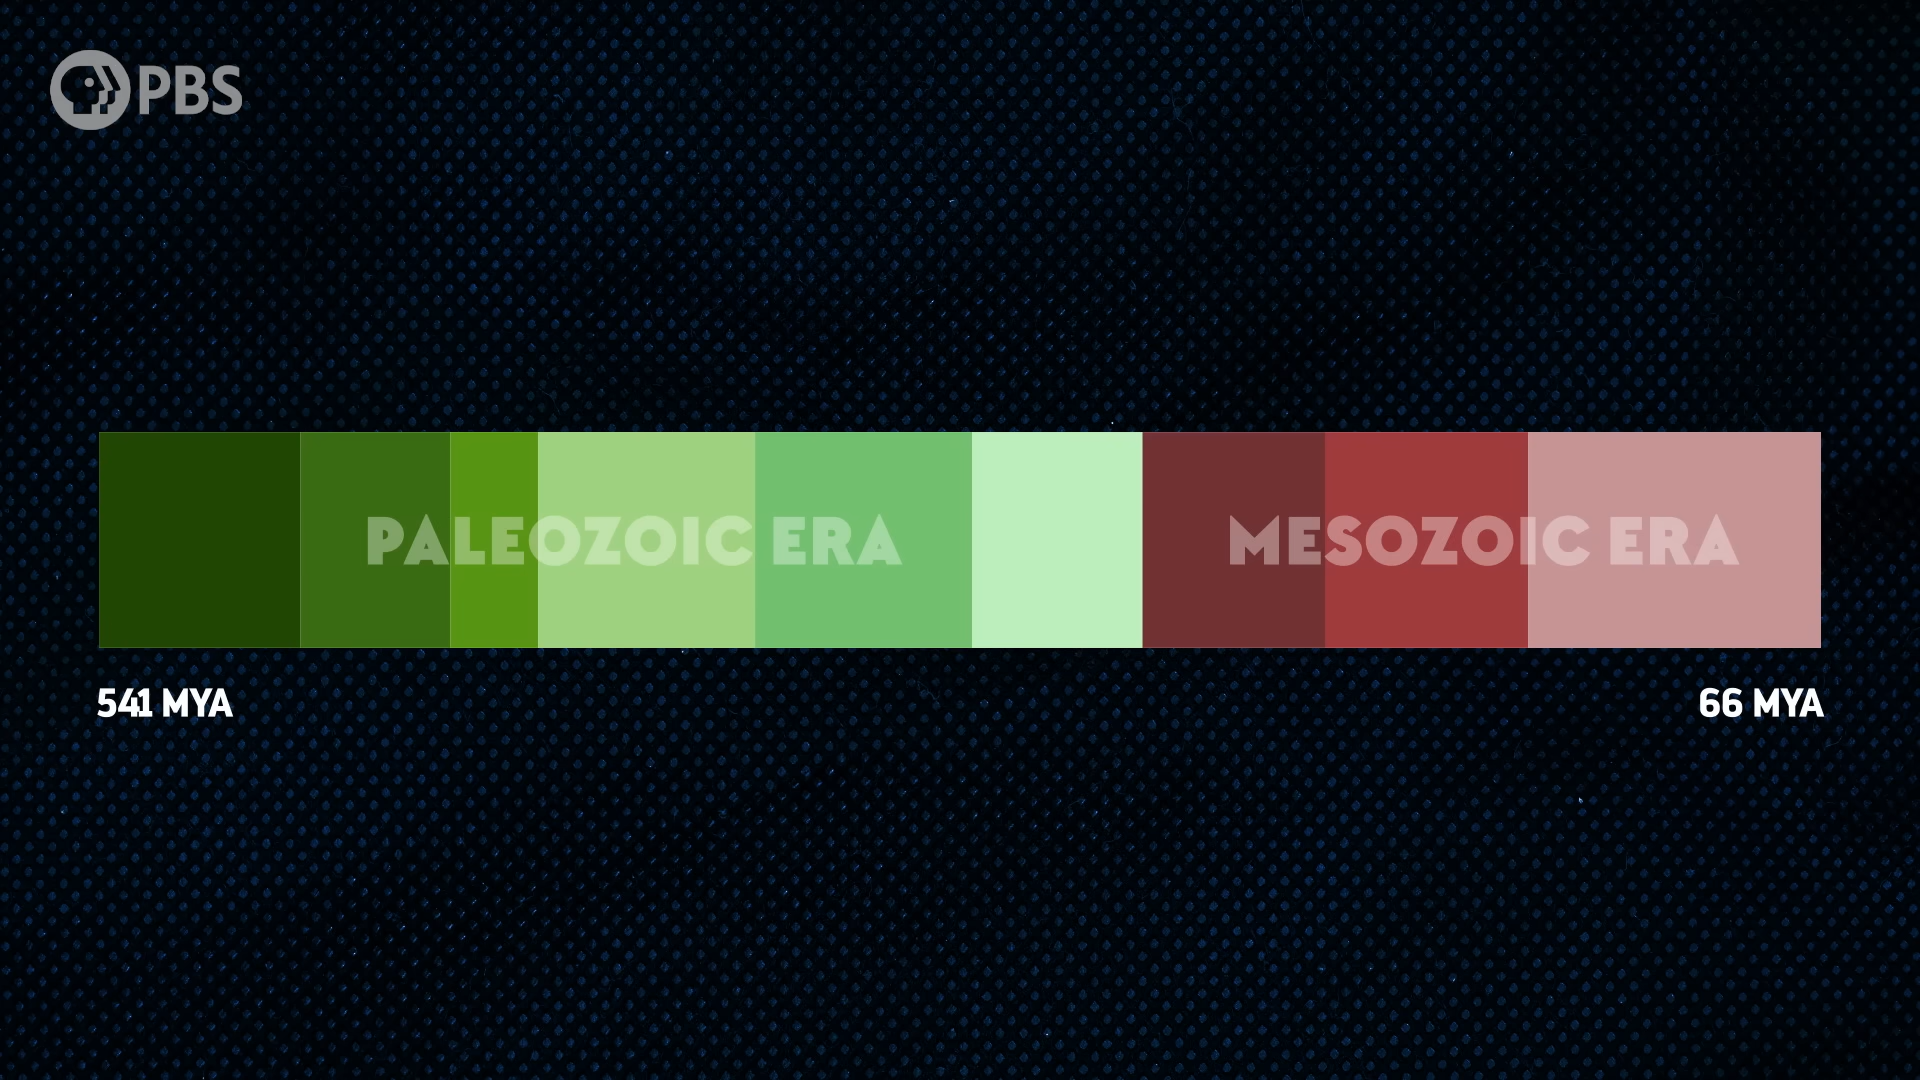 PBS
PALEOZOIC ERA
MESOZOIC ERA
541 MYA
66 MYA